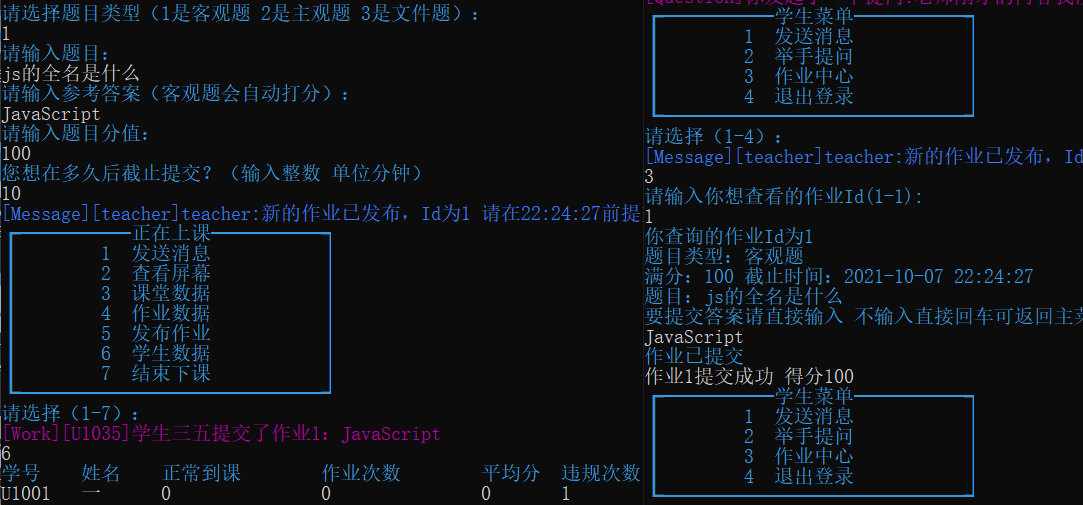 请选择题目类型（1是客观题 2是主观题 3是文件题）：
1
请输入题目：
js的全名是什么
请输入参考答案（客观题会自动打分）：
JavaScript
请输入题目分值：
100
您想在多久后截止提交？（输入整数 单位分钟）
10
[Message][teacher]teacher:新的作业已发布，Id为1 请在22:24:27前提
正在上课
1 发送消息
2 查看屏幕
3 课堂数据
4 作业数据
5 发布作业
6 学生数据
7 结束下课
请选择（1-7）：
[Work][U1035]学生三五提交了作业1：JavaScript
6
学号 姓名 正常到课 作业次数 平均分 违规次数
U1001 一 0 0 0 1
学生菜单
1 发送消息
2 举手提问
3 作业中心
4 退出登录
请选择（1-4）：
[Message][teacher]teacher:新的作业已发布，Id
3
请输入你想查看的作业Id(1-1):
1
你查询的作业Id为1
题目类型：客观题
满分：100 截止时间：2021-10-07 22:24:27
题目：js的全名是什么
要提交答案请直接输入 不输入直接回车可返回主菜
JavaScript
作业已提交
作业1提交成功 得分100
学生菜单
1 发送消息
2 举手提问
3 作业中心
4 退出登录